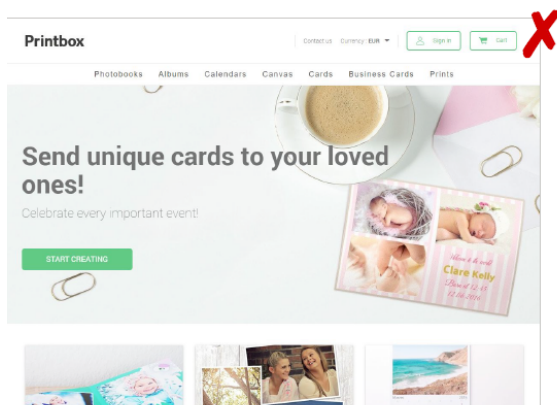 Printbox
Contact us Currency: EUR Sign in Cart
Photobooks Albums Calendars Canvas Cards Business Cards Prints
Send unique cards to your loved
ones!
Celebrate every important event!
START CREATING
Clare Kelly